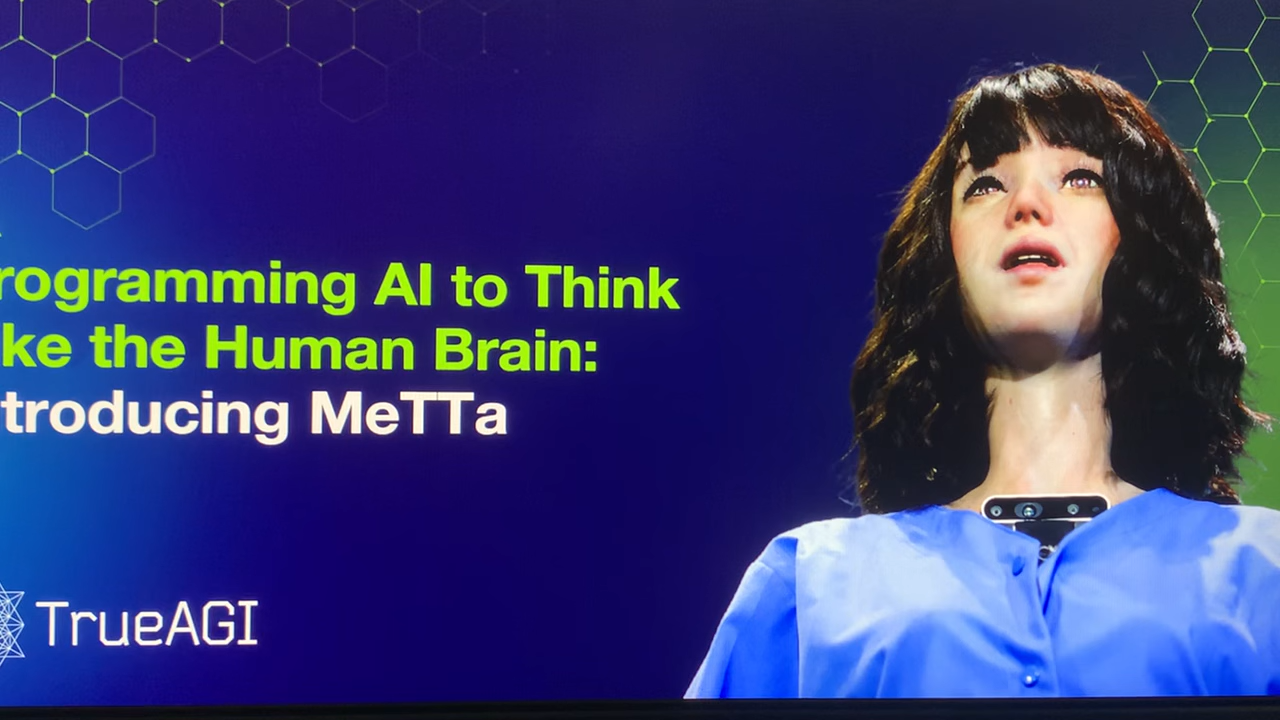 rogramming AI to Think
ke the Human Brain:
troducing MeTTa
TrueAGI